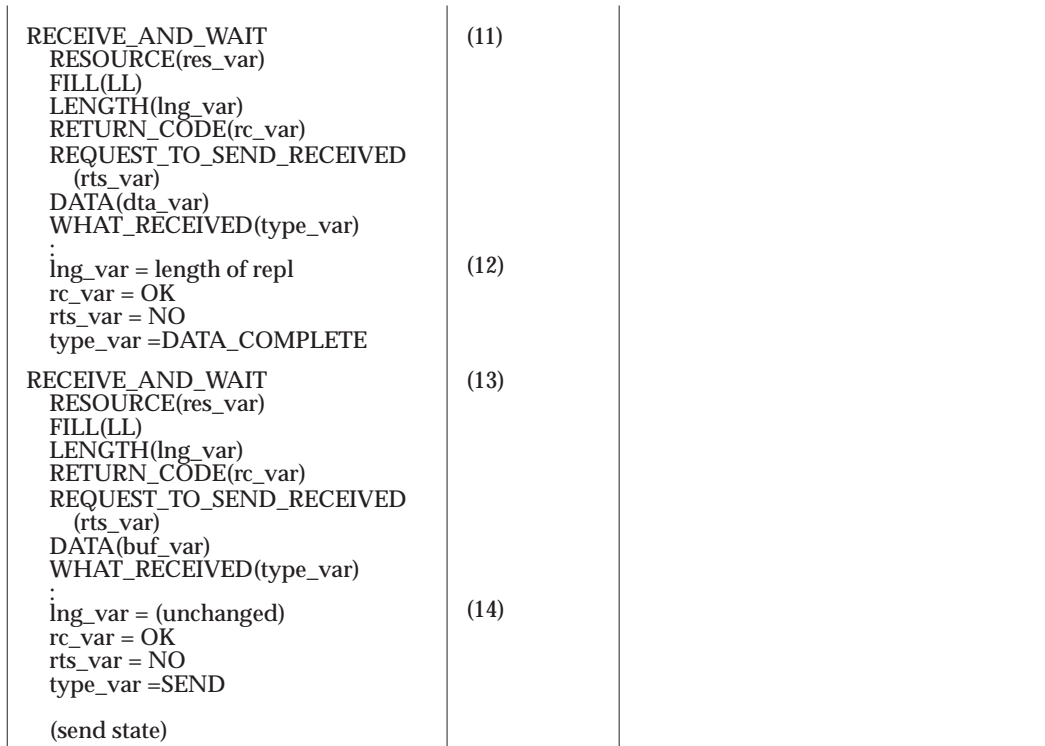 RECEIVE_AND_WAIT (11)
RESOURCE(res_var)
FILL(LL)
LENGTH(lng_var)
RETURN_CODE(rc_var)
REQUEST_TO_SEND_RECEIVED
(rts_var)
DATA(dta_var)
WHAT_RECEIVED(type_var)
:
lng_var = length of repl (12)
rc_var = OK
rts_var = NO
type_var =DATA_COMPLETE
RECEIVE_AND_WAIT (13)
RESOURCE(res_var)
FILL(LL)
LENGTH(lng_var)
RETURN_CODE(rc_var)
REQUEST_TO_SEND_RECEIVED
(rts_var)
DATA(buf_var)
WHAT_RECEIVED(type_var)
:
lng_var = (unchanged) (14)
rc_var = OK
rts_var = NO
type_var =SEND
(send state)